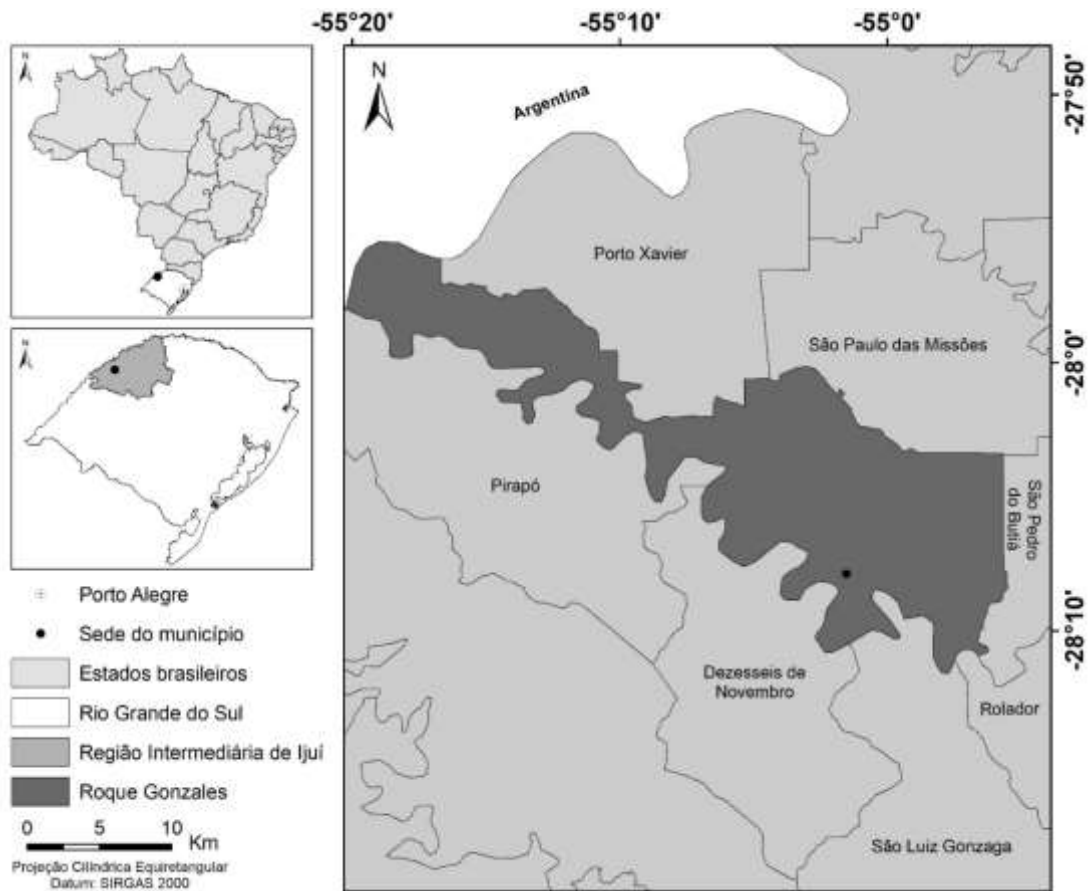 -55°20'
-55°10'
-55°0'
N
N
Argentina
-27°50'
Porto Xavier
São Paulo das Missões
-28°0'
N
Pirapó
São Pedro
do Butiá
-28°10'
Dezesseis de
Novembro
Rolador
São Luiz Gonzaga
Porto Alegre
Sede do município
Estados brasileiros
Rio Grande do Sul
Região Intermediária de Ijuí
Roque Gonzales
0 5 10
Km
Projeção Cilíndrica Equiretangular
Datum: SIRGAS 2000